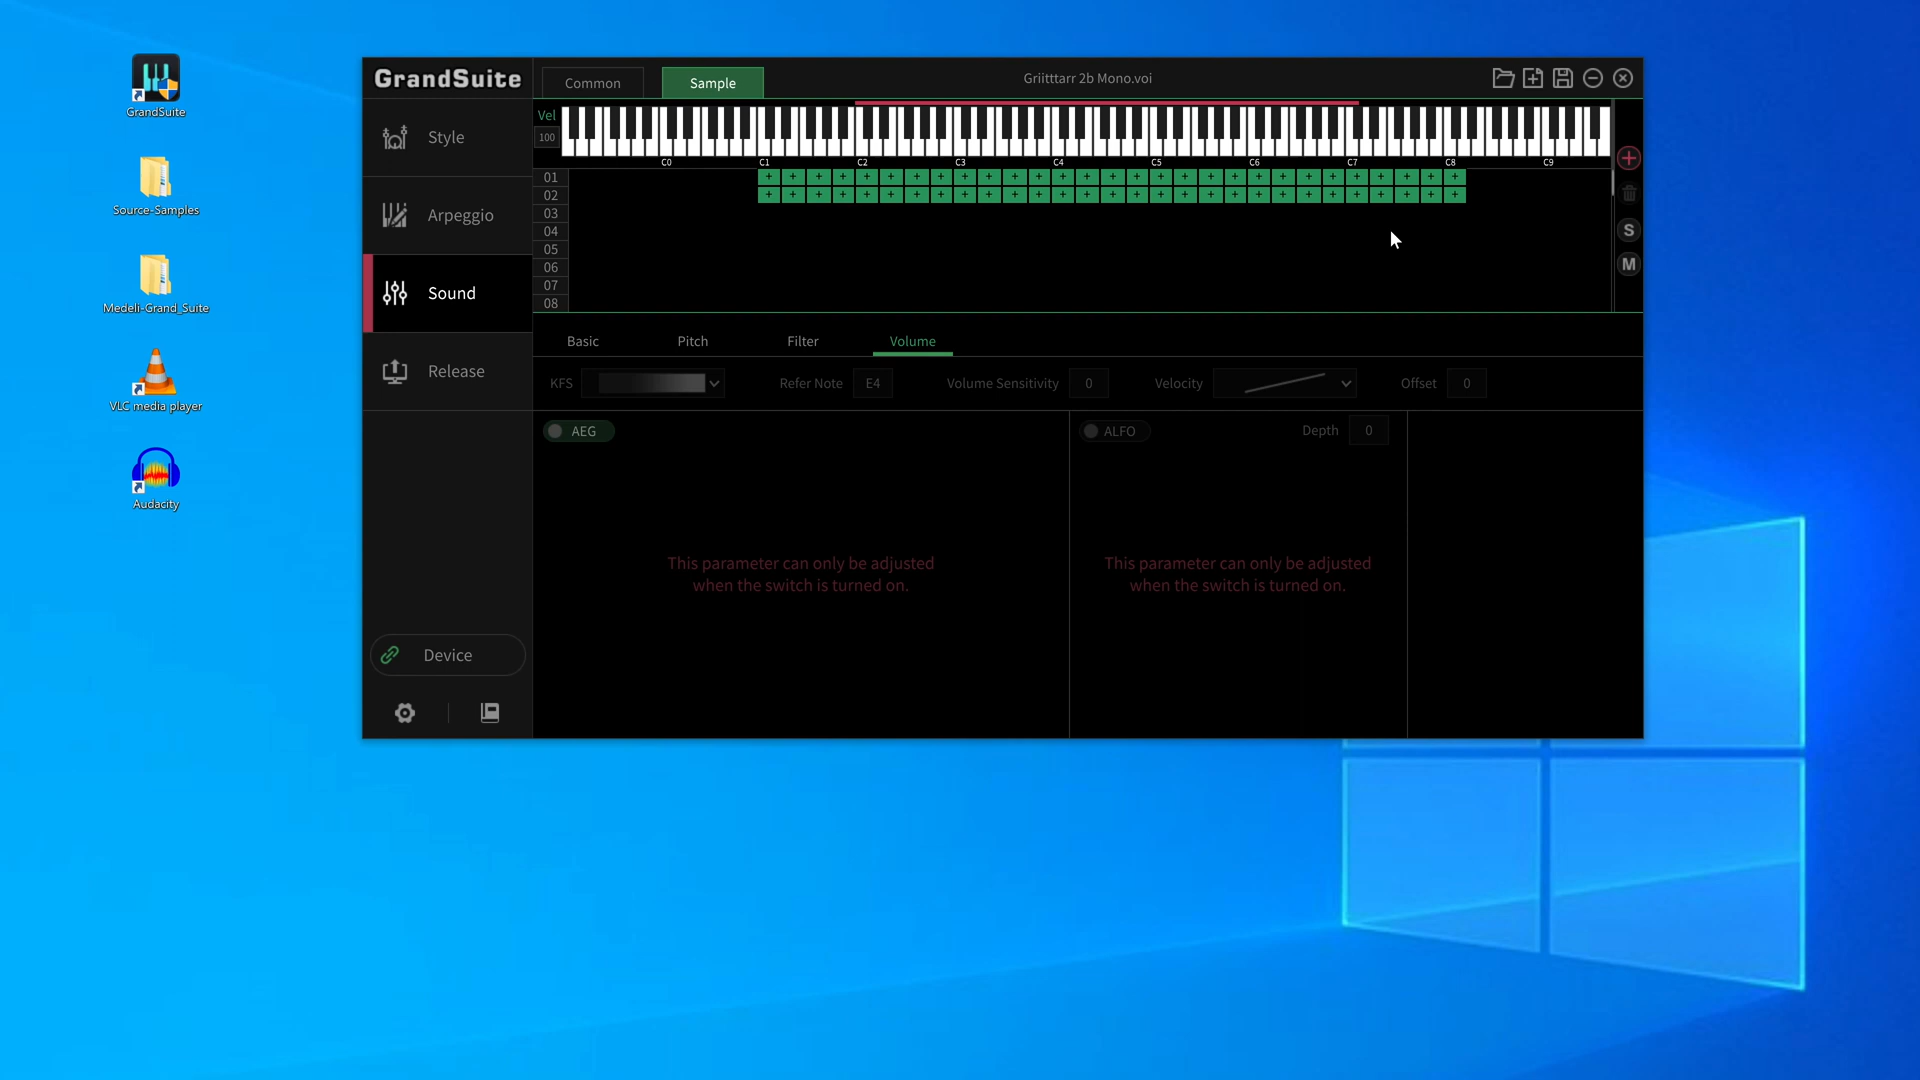 GrandSuite
Source-Samples
Medeli-Grand_Suite
VLC media player
Audacity
GrandSuite
Common
Sample
Griitttarr 2b Mono.voi
Style
Arpeggio
Sound
Release
Device
Vel
100
C0 C1 C2 C3 C4 C5 C6 C7 C8 C9
01
02
03
04
05
06
07
08
S
M
Basic
Pitch
Filter
Volume
KFS
Refer Note E4
Volume Sensitivity 0
Velocity
Offset 0
AEG
This parameter can only be adjusted
when the switch is turned on.
ALFO
Depth 0
This parameter can only be adjusted
when the switch is turned on.